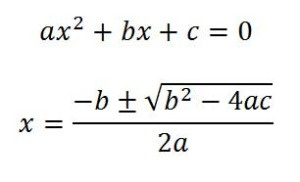 ax² + bx + c = 0
x = (-b ± √(b² − 4ac)) / (2a)